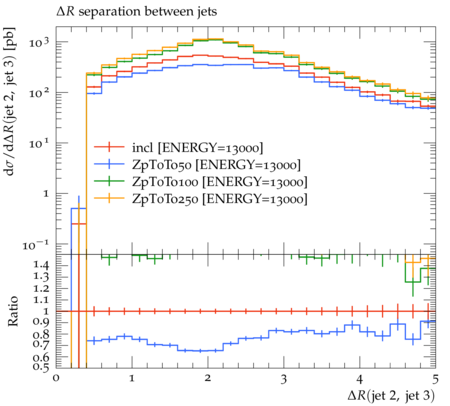 ΔR separation between jets
dσ/dΔR(jet 2, jet 3) [pb]
10³
10²
10¹
1
10⁻¹
incl [ENERGY=13000]
ZpToTo50 [ENERGY=13000]
ZpToTo100 [ENERGY=13000]
ZpToTo250 [ENERGY=13000]
Ratio
1.4
1.3
1.2
1.1
1
0.9
0.8
0.7
0.6
0.5
0 1 2 3 4 5
ΔR(jet 2, jet 3)